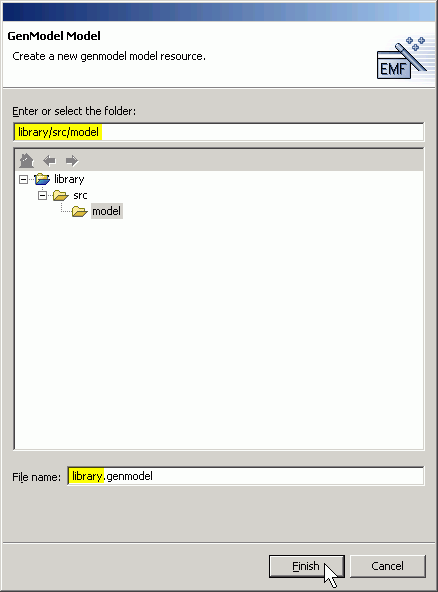 GenModel Model
Create a new genmodel model resource.
EMF
Enter or select the folder:
library/src/model
library
src
model
File name: library.genmodel
Finish Cancel